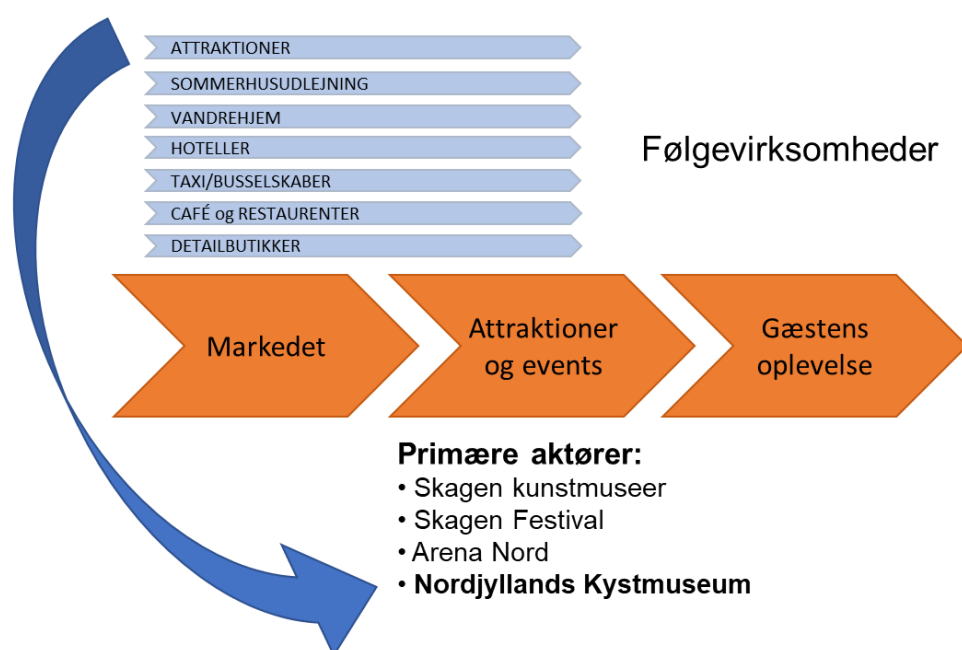 ATTRAKTIONER
SOMMERHUSUDLEJNING
VANDREHJEM
HOTELLER
TAXI/BUSSELSKABER
CAFÉ og RESTAURENTER
DETAILBUTIKKER
Følgevirksomheder
Markedet
Attraktioner
og events
Gæstens
oplevelse
Primære aktører:
• Skagen kunstmuseer
• Skagen Festival
• Arena Nord
• Nordjyllands Kystmuseum